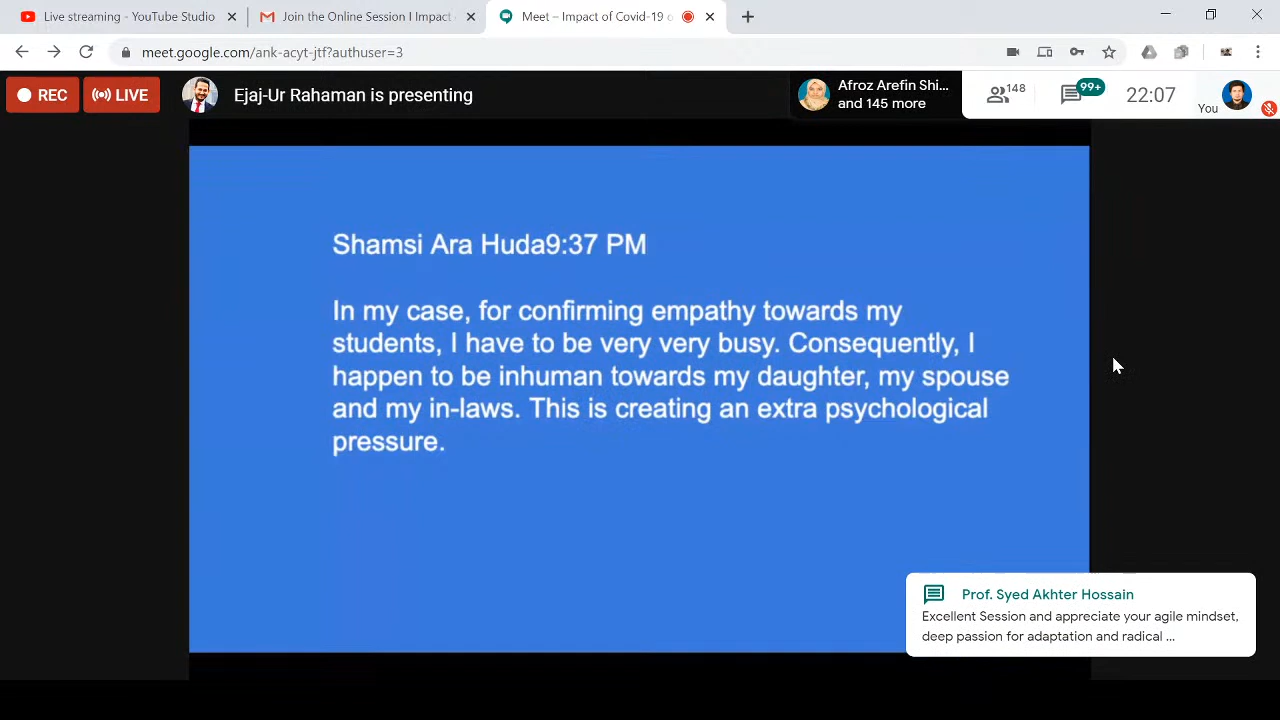 Live streaming - YouTube Studio
Join the Online Session I Impact
Meet – Impact of Covid-19 o
meet.google.com/ank-acyt-jtf?authuser=3
REC
LIVE
Ejaj-Ur Rahaman is presenting
Afroz Arefin Shi...
and 145 more
148
99+
22:07
You
Shamsi Ara Huda9:37 PM
In my case, for confirming empathy towards my
students, I have to be very very busy. Consequently, I
happen to be inhuman towards my daughter, my spouse
and my in-laws. This is creating an extra psychological
pressure.
Prof. Syed Akhter Hossain
Excellent Session and appreciate your agile mindset,
deep passion for adaptation and radical ...